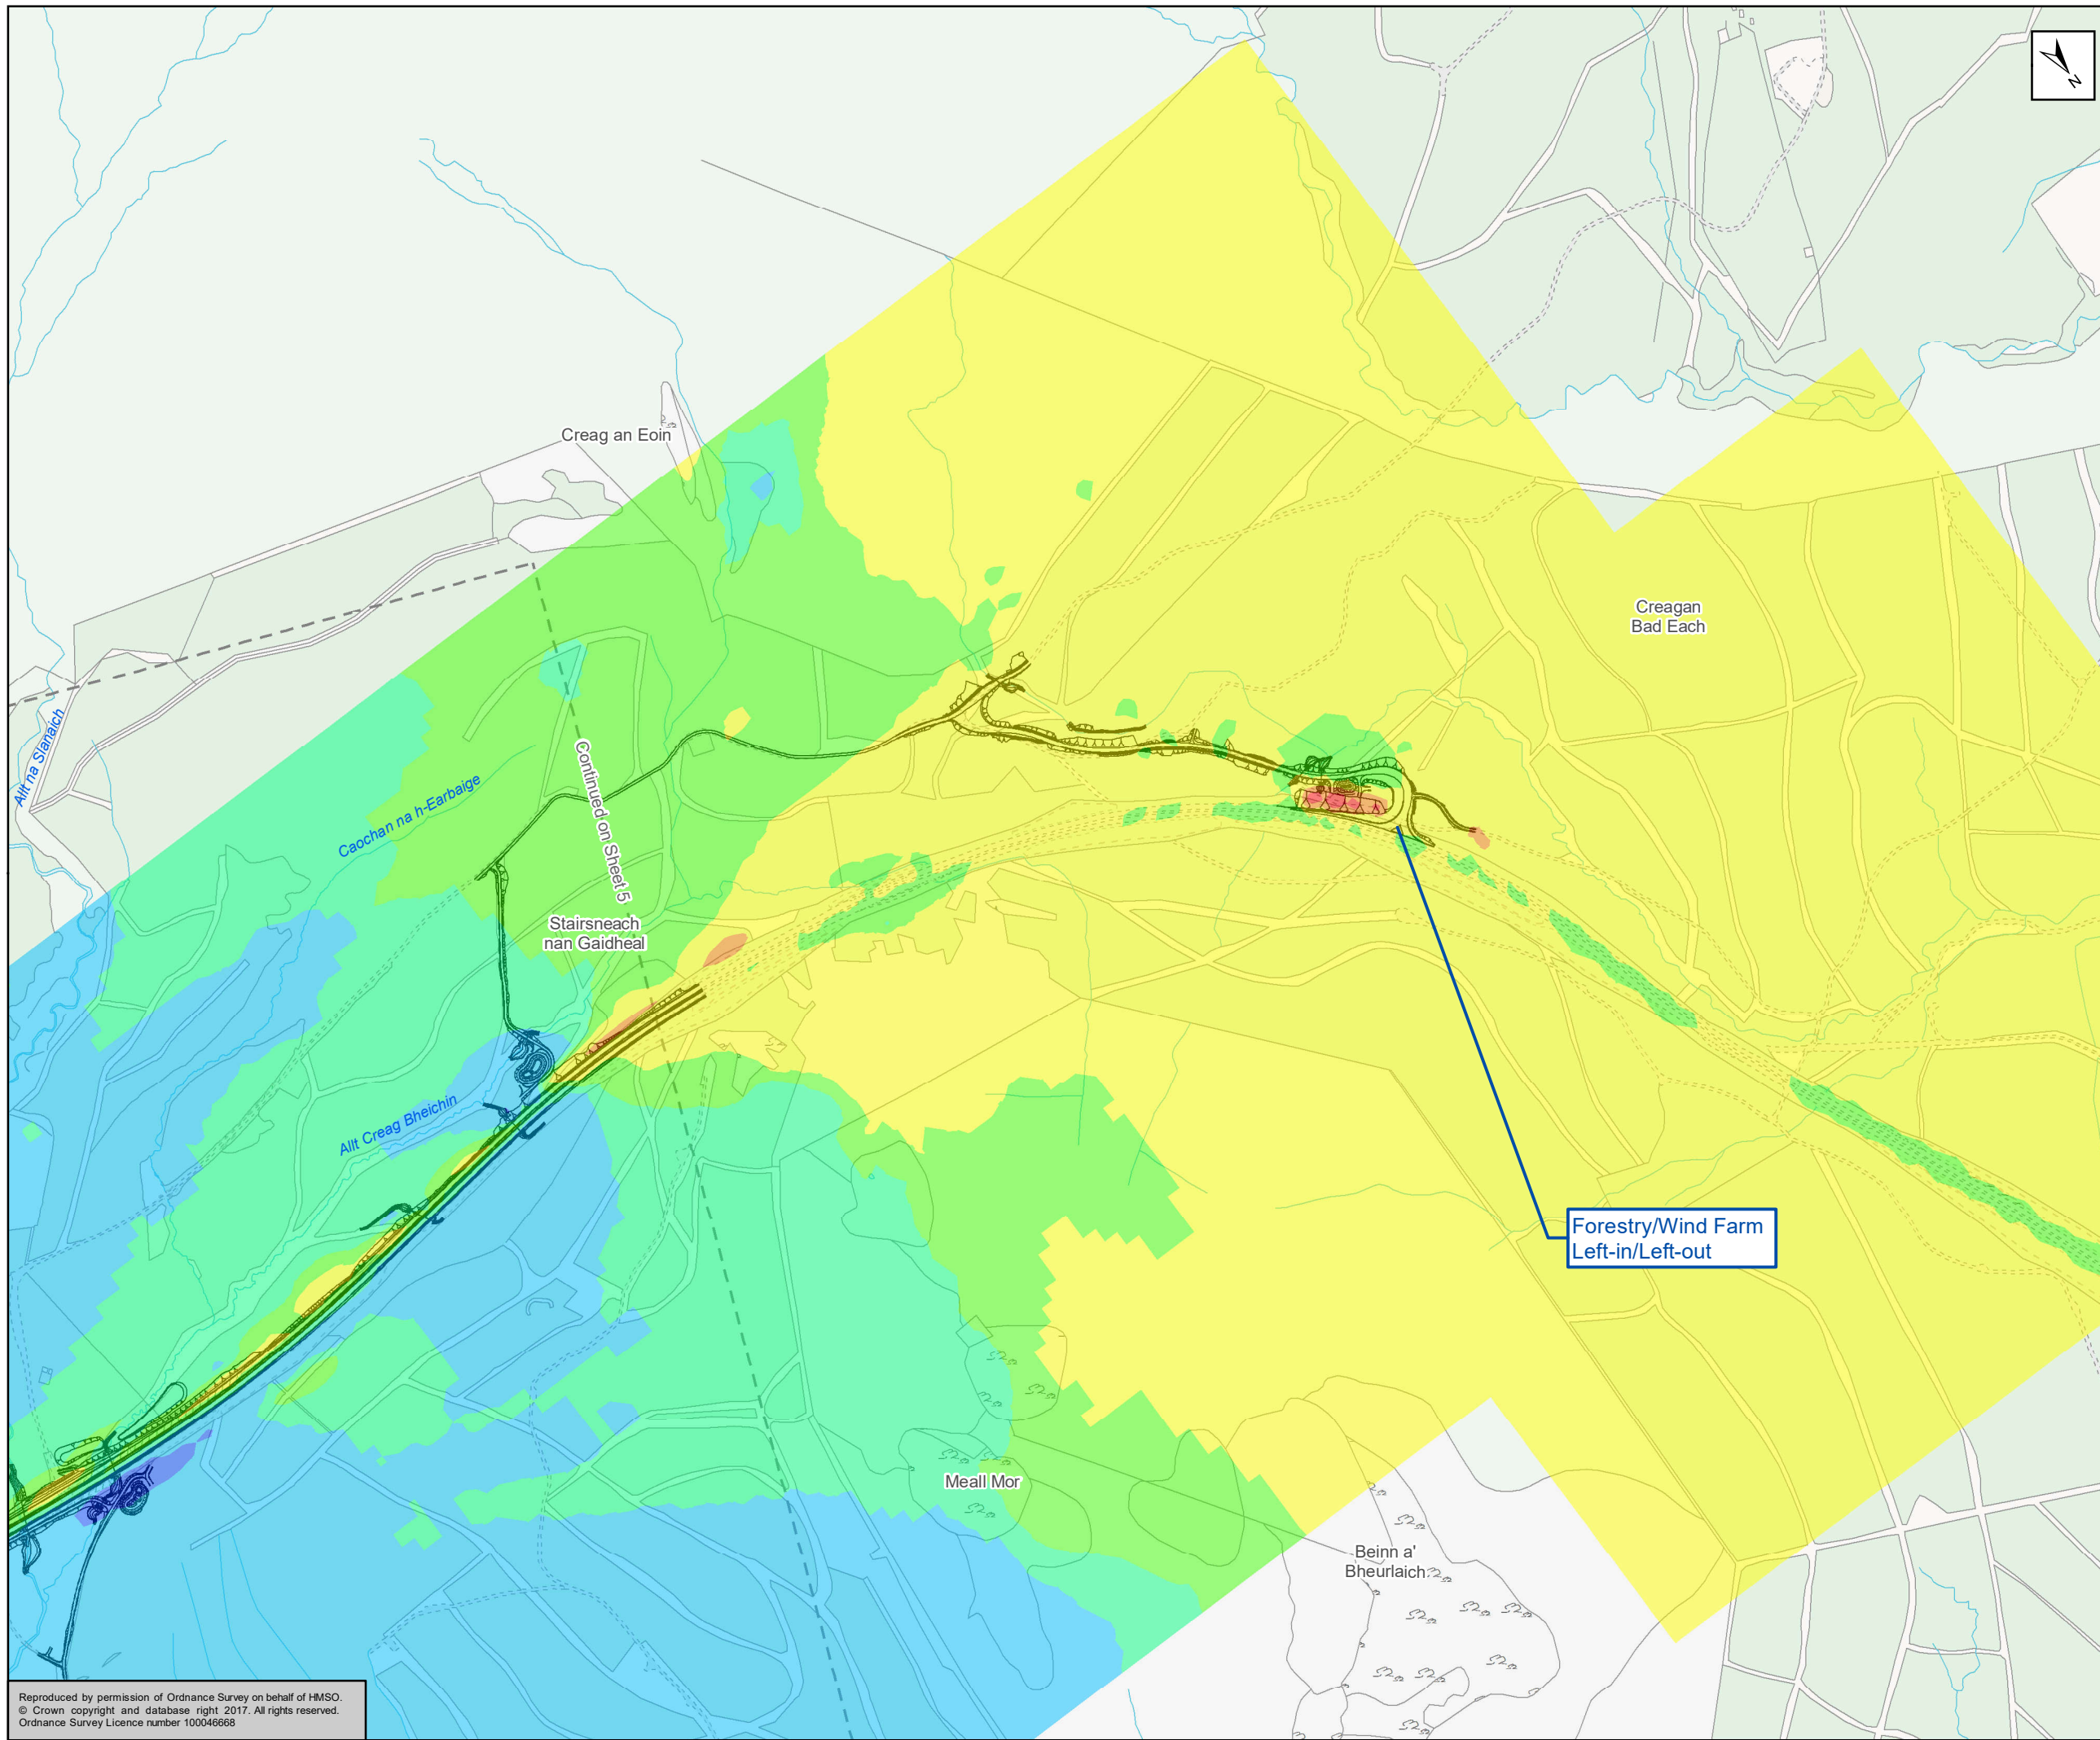 N
Creag an Eoin
Creagan
Bad Each
Allt na Slanaich
Caochan na h-Earbaige
Continued on Sheet 5
Stairsneach
nan Gaidheal
Allt Creag Bheichin
Forestry/Wind Farm
Left-in/Left-out
Meall Mor
Beinn a'
Bheurlaich
Reproduced by permission of Ordnance Survey on behalf of HMSO.
© Crown copyright and database right 2017. All rights reserved.
Ordnance Survey Licence number 100046668